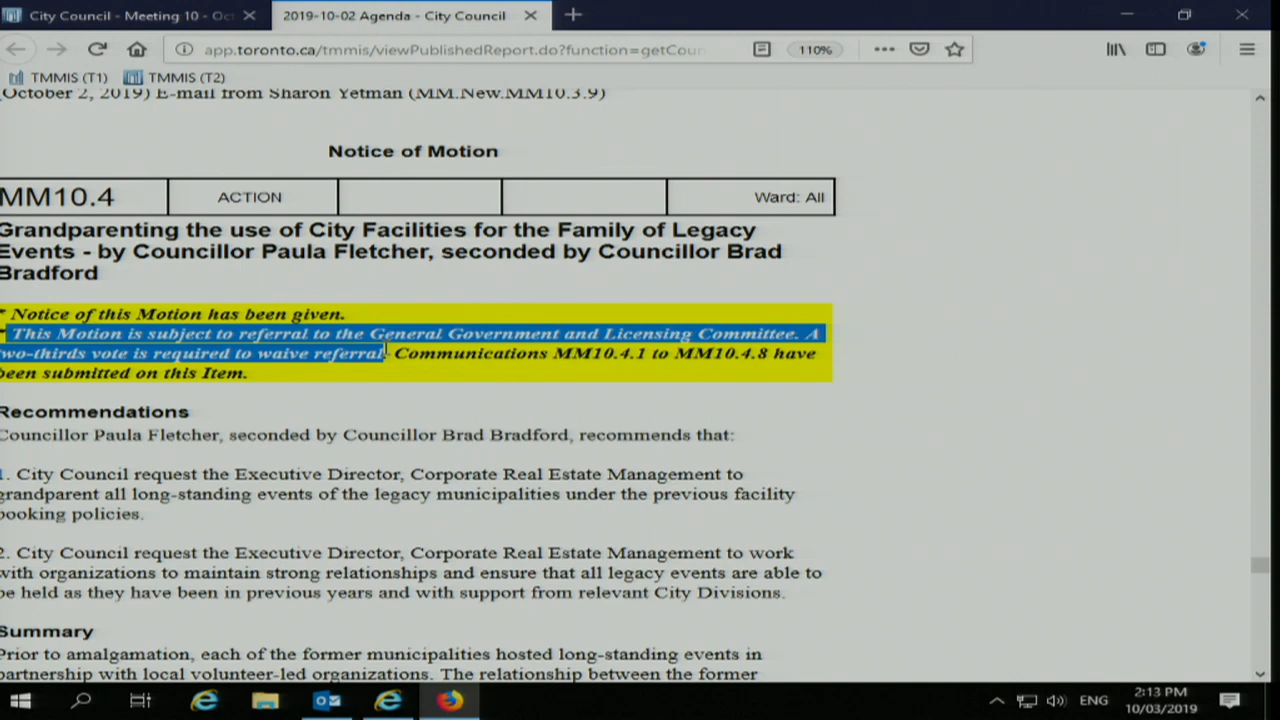 City Council - Meeting 10 - Oc
2019-10-02 Agenda - City Council
app.toronto.ca/tmmis/viewPublishedReport.do?function=getCoun
110%
TMMIS (T1)
TMMIS (T2)
(October 2, 2019) E-mail from Sharon Yetman (MM.New.MM10.3.9)
Notice of Motion
MM10.4
ACTION
Ward: All
Grandparenting the use of City Facilities for the Family of Legacy
Events - by Councillor Paula Fletcher, seconded by Councillor Brad
Bradford
* Notice of this Motion has been given.
* This Motion is subject to referral to the General Government and Licensing Committee. A
two-thirds vote is required to waive referral. Communications MM10.4.1 to MM10.4.8 have
been submitted on this Item.
Recommendations
Councillor Paula Fletcher, seconded by Councillor Brad Bradford, recommends that:
1. City Council request the Executive Director, Corporate Real Estate Management to
grandparent all long-standing events of the legacy municipalities under the previous facility
booking policies.
2. City Council request the Executive Director, Corporate Real Estate Management to work
with organizations to maintain strong relationships and ensure that all legacy events are able to
be held as they have been in previous years and with support from relevant City Divisions.
Summary
Prior to amalgamation, each of the former municipalities hosted long-standing events in
partnership with local volunteer-led organizations. The relationship between the former
ENG
2:13 PM
10/03/2019